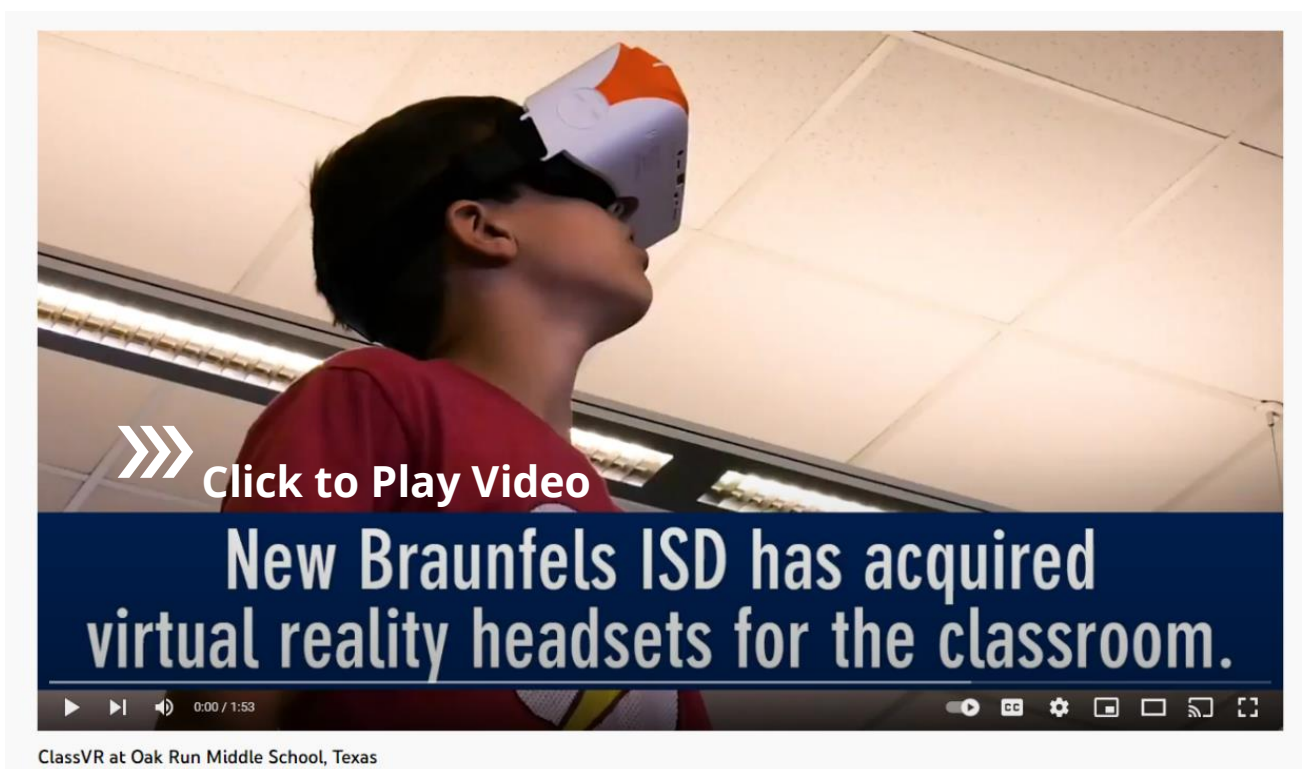 Click to Play Video
New Braunfels ISD has acquired
virtual reality headsets for the classroom.
0:00 / 1:53
CC
ClassVR at Oak Run Middle School, Texas